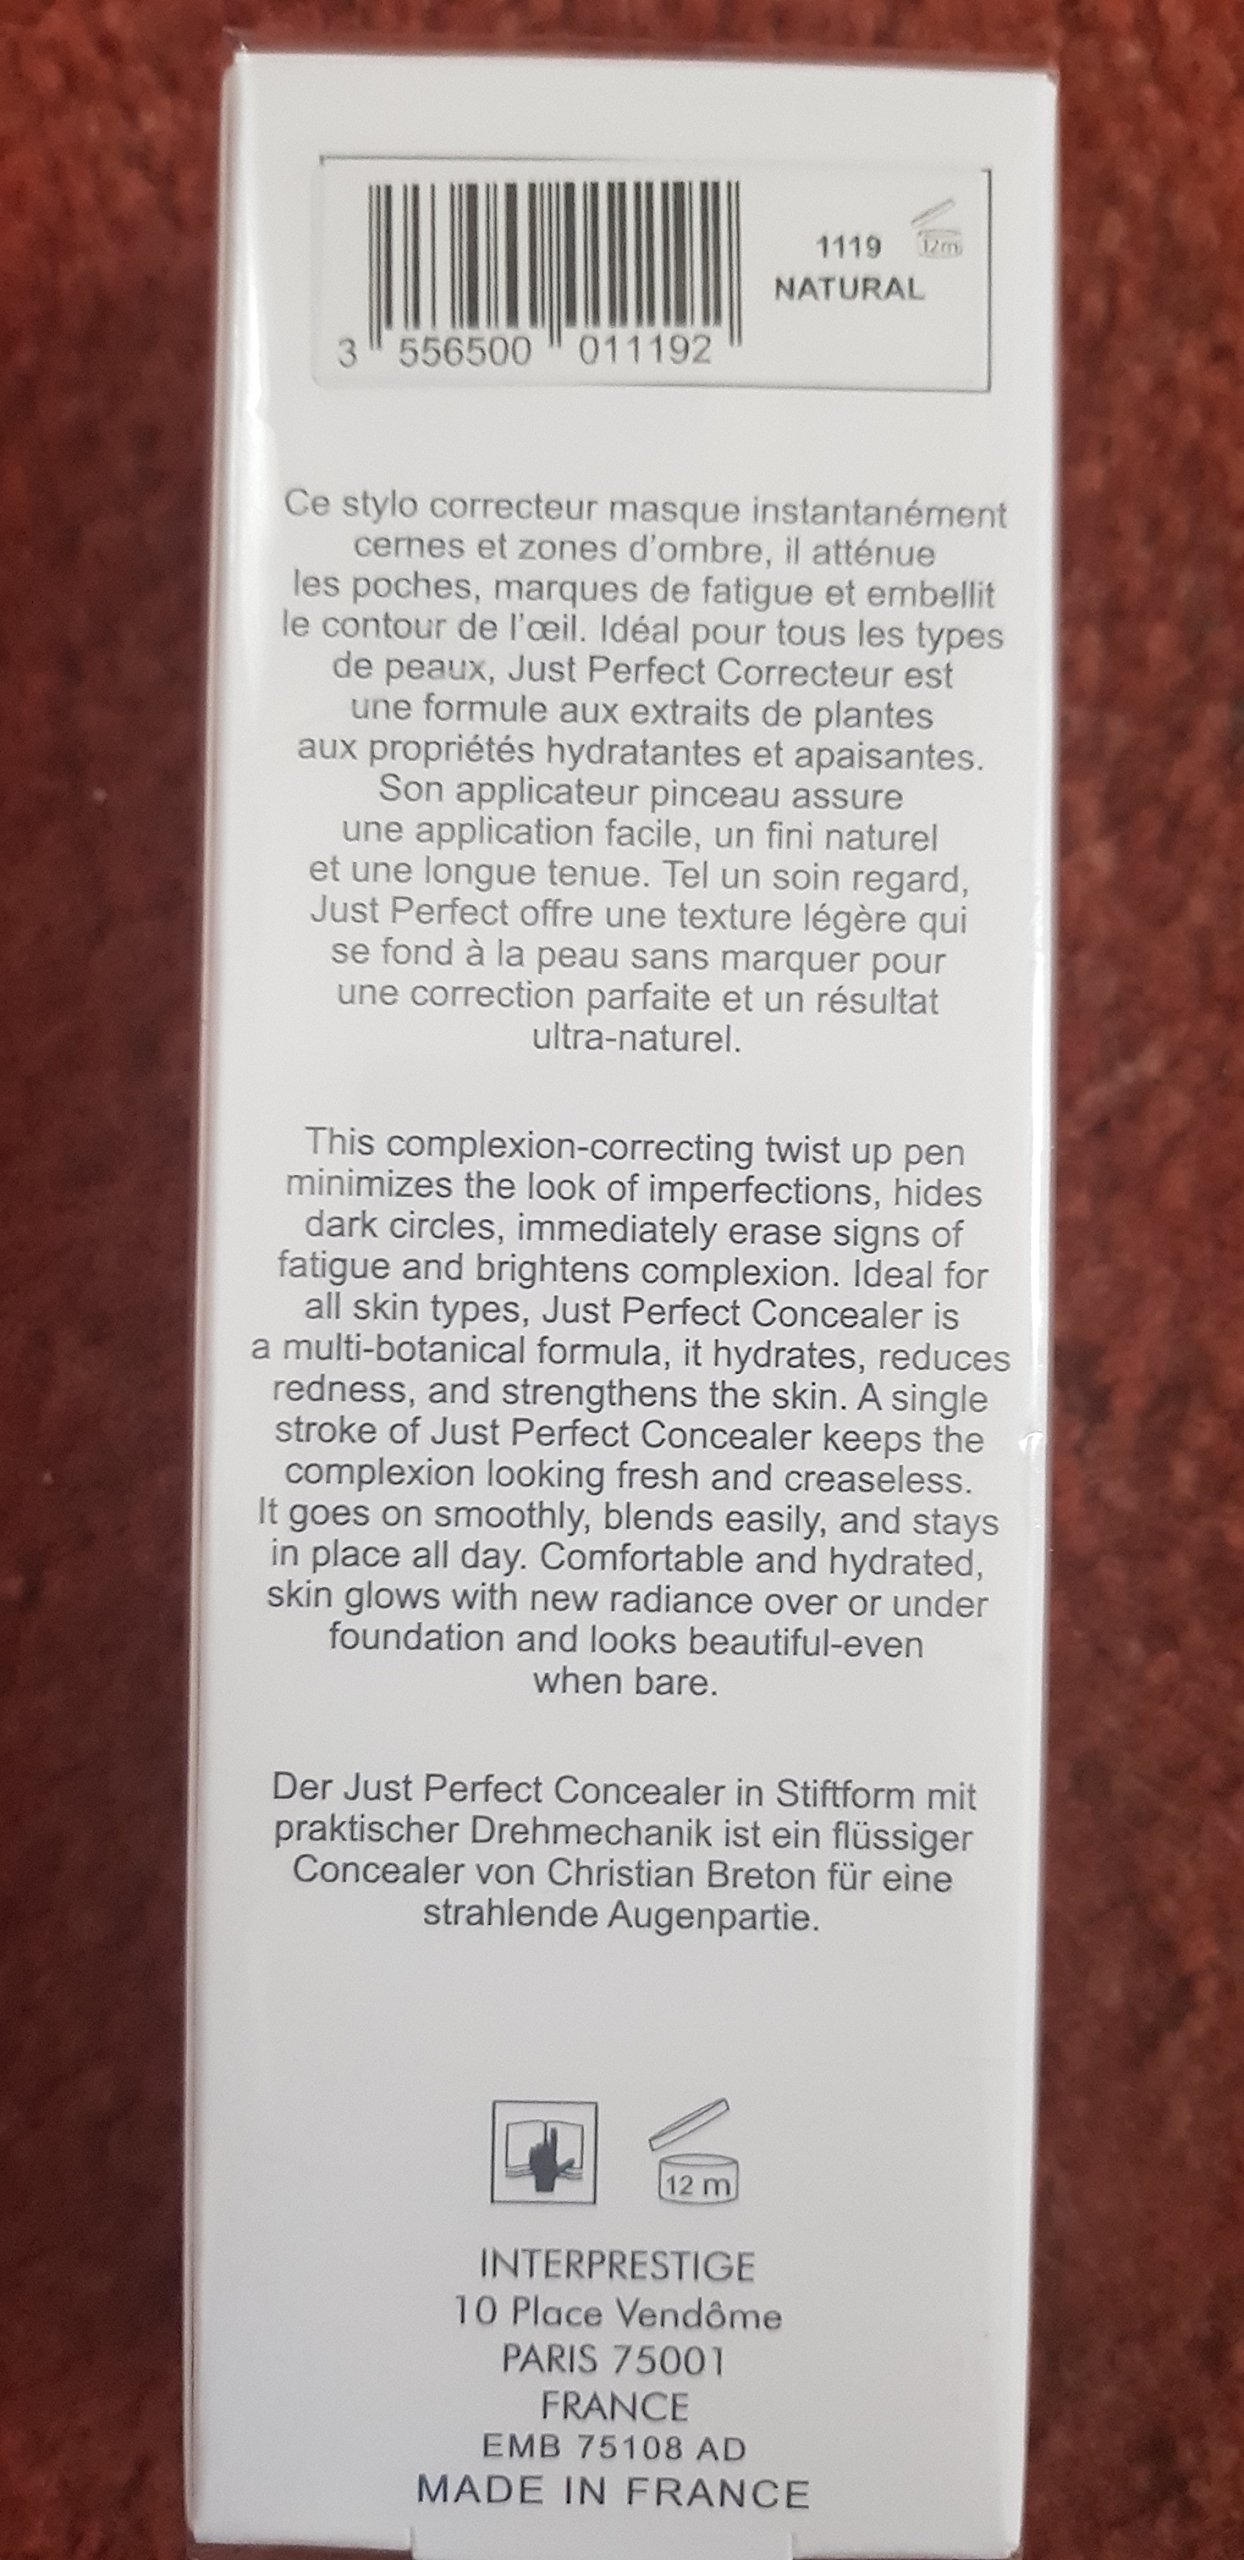 1119
12m
NATURAL
3 556500 011192
Ce stylo correcteur masque instantanément
cernes et zones d'ombre, il atténue
les poches, marques de fatigue et embellit
le contour de l'œil. Idéal pour tous les types
de peaux, Just Perfect Correcteur est
une formule aux extraits de plantes
aux propriétés hydratantes et apaisantes.
Son applicateur pinceau assure
une application facile, un fini naturel
et une longue tenue. Tel un soin regard,
Just Perfect offre une texture légère qui
se fond à la peau sans marquer pour
une correction parfaite et un résultat
ultra-naturel.
This complexion-correcting twist up pen
minimizes the look of imperfections, hides
dark circles, immediately erase signs of
fatigue and brightens complexion. Ideal for
all skin types, Just Perfect Concealer is
a multi-botanical formula, it hydrates, reduces
redness, and strengthens the skin. A single
stroke of Just Perfect Concealer keeps the
complexion looking fresh and creaseless.
It goes on smoothly, blends easily, and stays
in place all day. Comfortable and hydrated,
skin glows with new radiance over or under
foundation and looks beautiful-even
when bare.
Der Just Perfect Concealer in Stiftform mit
praktischer Drehmechanik ist ein flüssiger
Concealer von Christian Breton für eine
strahlende Augenpartie.
12 m
INTERPRESTIGE
10 Place Vendôme
PARIS 75001
FRANCE
EMB 75108 AD
MADE IN FRANCE